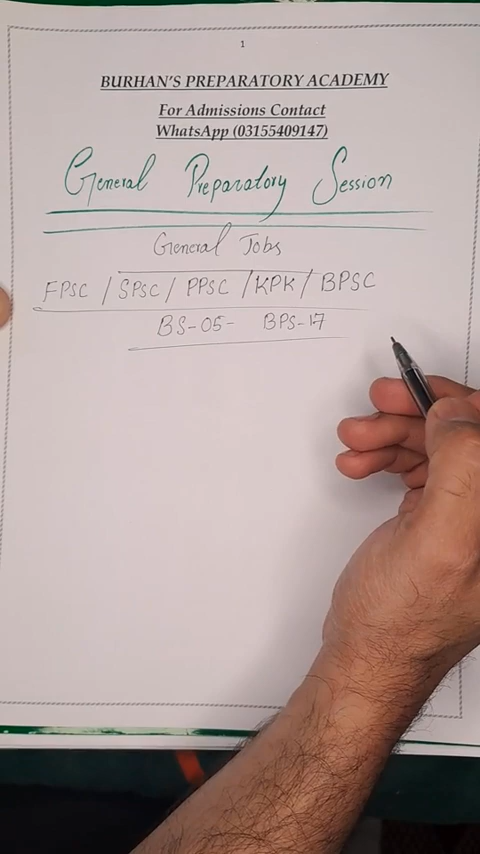 1
BURHAN'S PREPARATORY ACADEMY
For Admissions Contact
WhatsApp (03155409147)
General Preparatory Session
General Jobs
FPSC / SPSC / PPSC / KPK / BPSC
BS-05- BPS-17